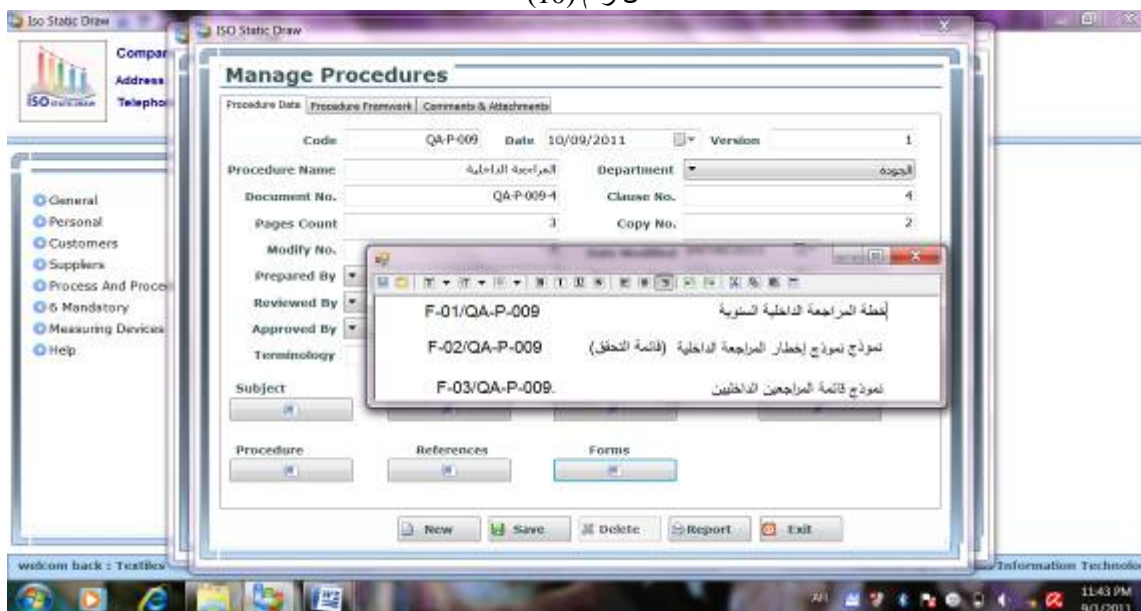 (10)
Iso Static Draw
ISO Static Draw
Compan
Address
Telepho
Manage Procedures
Procedure Data Procedure Framwork Comments & Attachments
Code QA-P-009 Date 10/09/2011 Version 1
Procedure Name المراجعة الداخلية Department الجودة
Document No. QA-P-009-4 Clause No. 4
Pages Count 3 Copy No. 2
Modify No.
Prepared By
Reviewed By
Approved By
Terminology
General
Personal
Customers
Suppliers
Process And Proced
6 Mandatory
Measuring Devices
Help
خطة المراجعة الداخلية السنوية F-01/QA-P-009
نموذج نموذج إخطار المراجعة الداخلية (قائمة التحقق) F-02/QA-P-009
نموذج قائمة المراجعين الداخليين F-03/QA-P-009.
Subject
Procedure References Forms
New Save Delete Report Exit
welcom back : Textiles
Information Technolo
11:43 PM